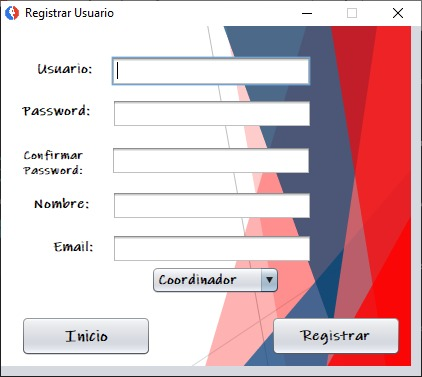 Registrar Usuario
Usuario:
Password:
Confirmar
Password:
Nombre:
Email:
Coordinador
Inicio
Registrar